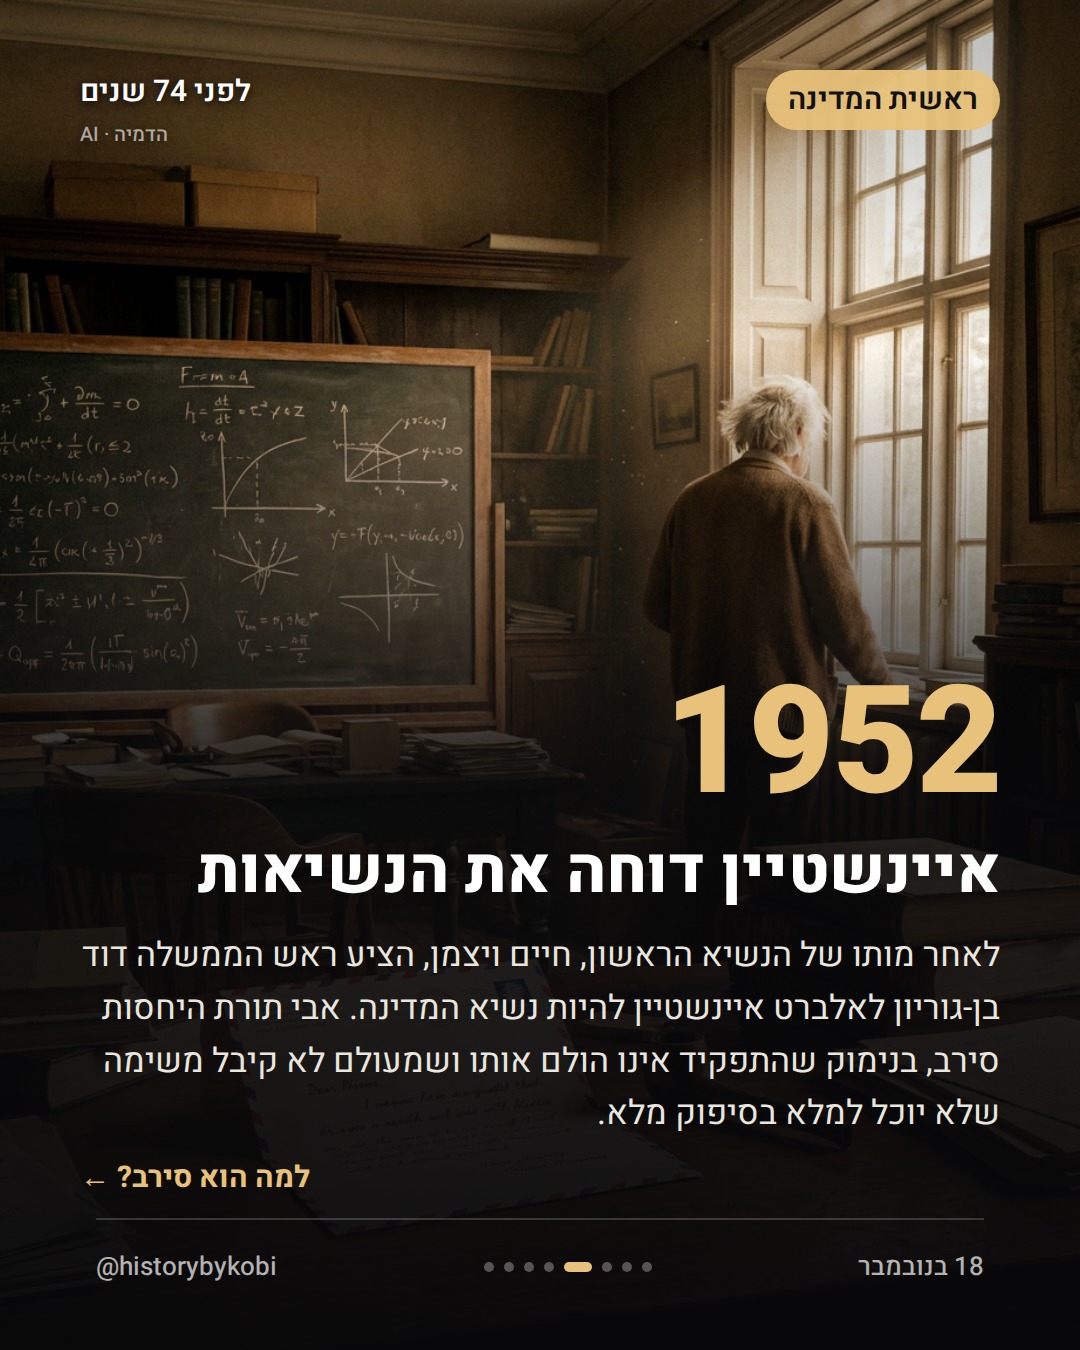 ראשית המדינה
לפני 74 שנים
הדמיה · AI
1952
איינשטיין דוחה את הנשיאות
לאחר מותו של הנשיא הראשון, חיים ויצמן, הציע ראש הממשלה דוד
בן-גוריון לאלברט איינשטיין להיות נשיא המדינה. אבי תורת היחסות
סירב, בנימוק שהתפקיד אינו הולם אותו ושמעולם לא קיבל משימה
שלא יוכל למלא בסיפוק מלא.
למה הוא סירב? ←
18 בנובמבר
@historybykobi